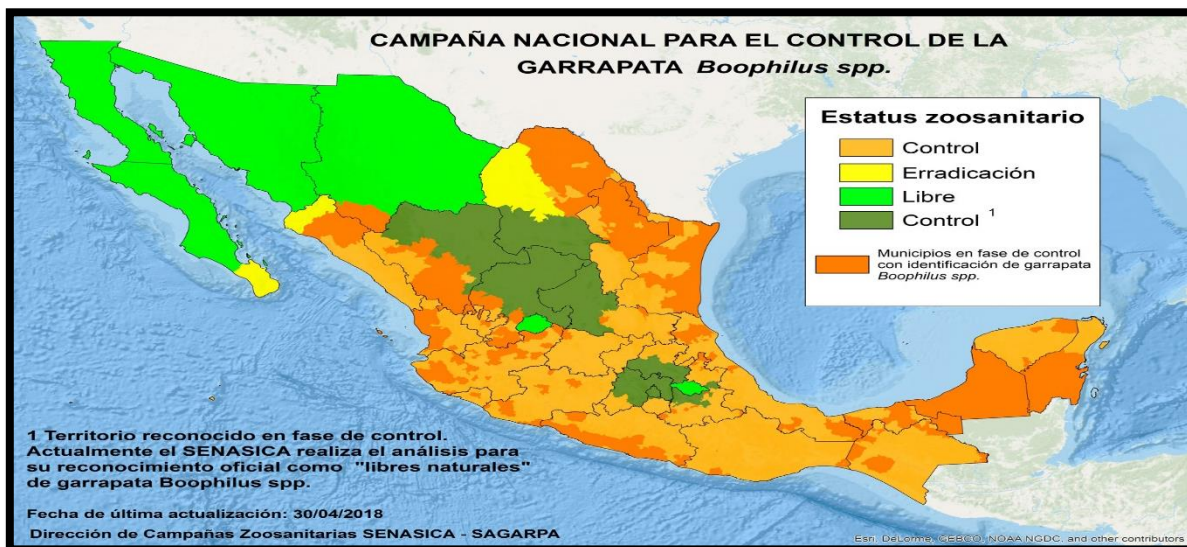 CAMPAÑA NACIONAL PARA EL CONTROL DE LA
GARRAPATA Boophilus spp.
Estatus zoosanitario
Control
Erradicación
Libre
Control 1
Municipios en fase de control
con identificación de garrapata
Boophilus spp.
1 Territorio reconocido en fase de control.
Actualmente el SENASICA realiza el análisis para
su reconocimiento oficial como "libres naturales"
de garrapata Boophilus spp.
Fecha de última actualización: 30/04/2018
Dirección de Campañas Zoosanitarias SENASICA - SAGARPA
Esri, DeLorme, GEBCO, NOAA NGDC, and other contributors